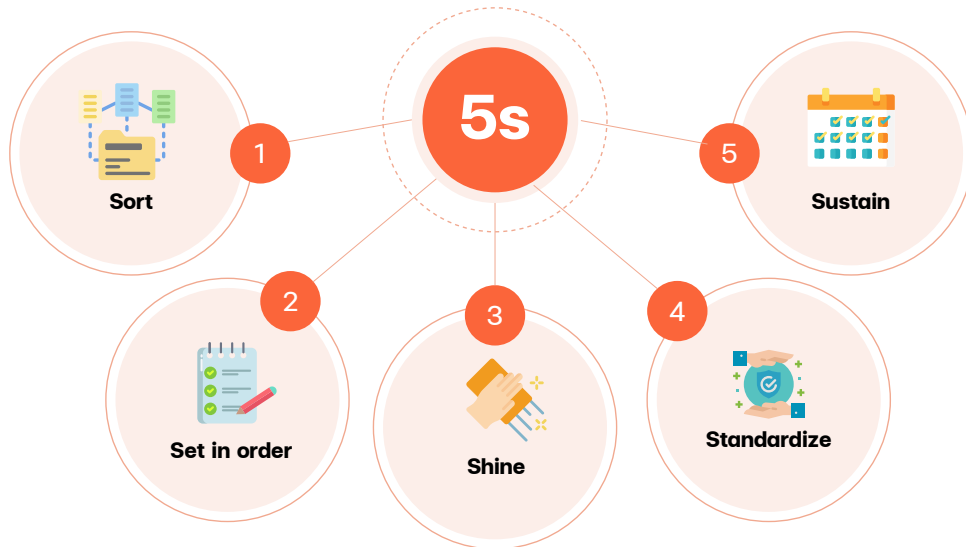 5s
1
Sort
2
Set in order
3
Shine
4
Standardize
5
Sustain